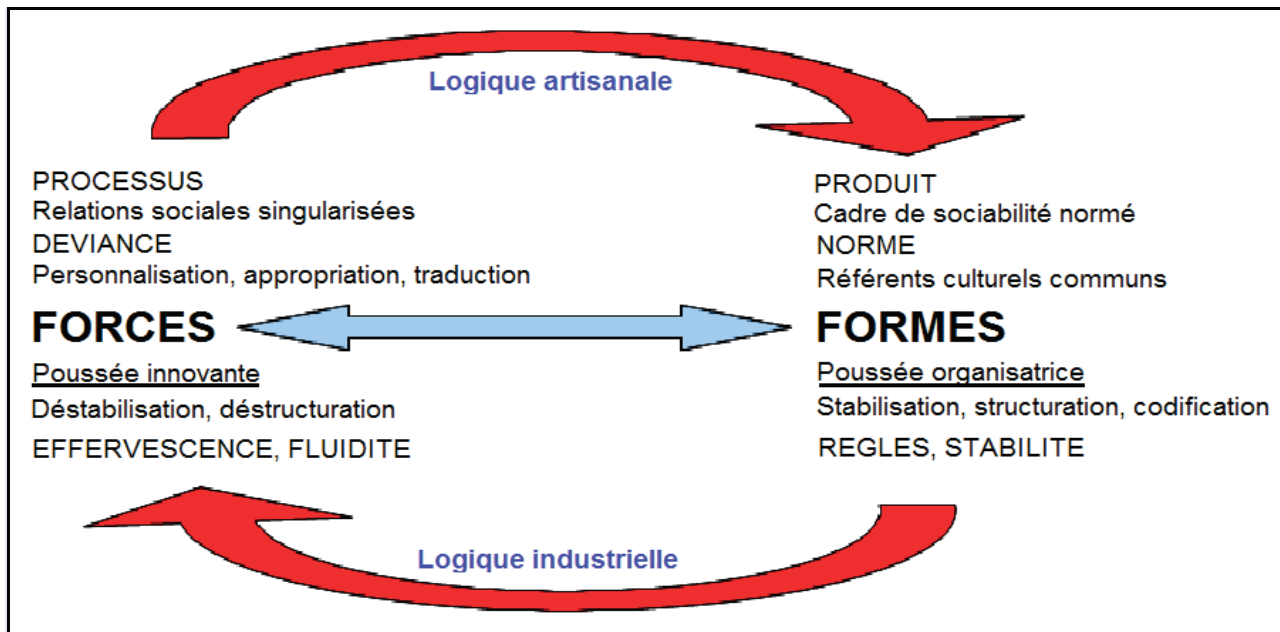 Logique artisanale
PROCESSUS
Relations sociales singularisées
DEVIANCE
Personnalisation, appropriation, traduction
FORCES
Poussée innovante
Déstabilisation, déstructuration
EFFERVESCENCE, FLUIDITE
PRODUIT
Cadre de sociabilité normé
NORME
Référents culturels communs
FORMES
Poussée organisatrice
Stabilisation, structuration, codification
REGLES, STABILITE
Logique industrielle